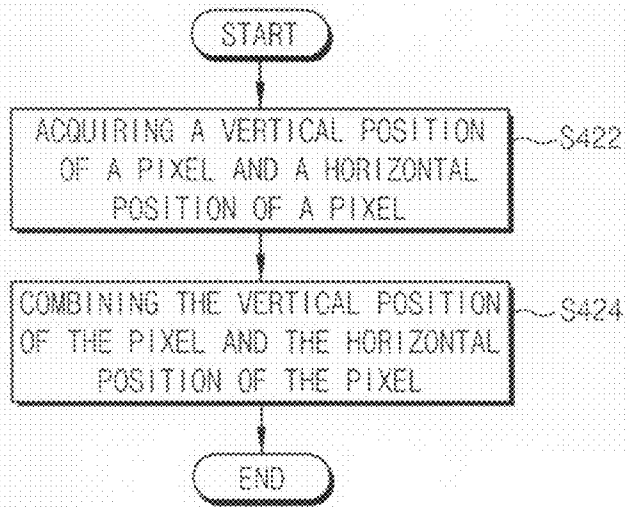 START
ACQUIRING A VERTICAL POSITION
OF A PIXEL AND A HORIZONTAL
POSITION OF A PIXEL
S422
COMBINING THE VERTICAL POSITION
OF THE PIXEL AND THE HORIZONTAL
POSITION OF THE PIXEL
S424
END